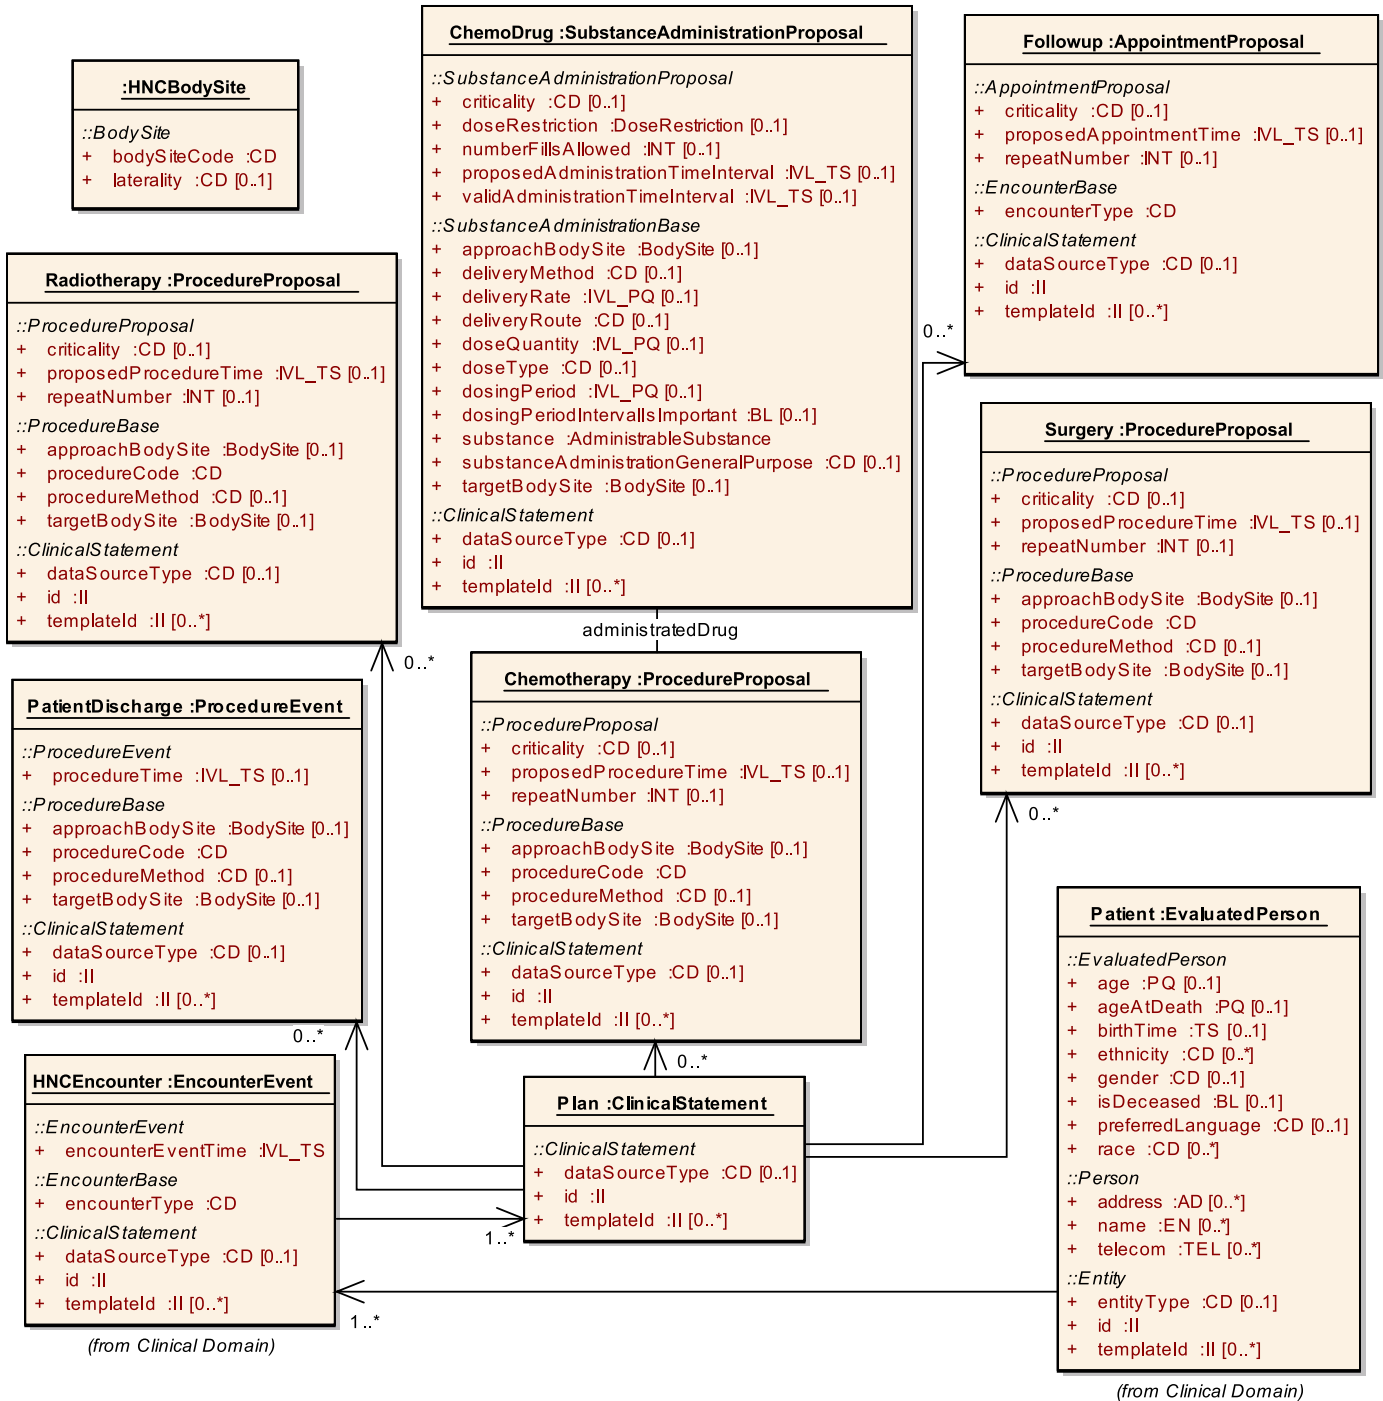 :HNCBodySite
::BodySite
+ bodySiteCode :CD
+ laterality :CD [0..1]
ChemoDrug :SubstanceAdministrationProposal
::SubstanceAdministrationProposal
+ criticality :CD [0..1]
+ doseRestriction :DoseRestriction [0..1]
+ numberFillsAllowed :INT [0..1]
+ proposedAdministrationTimeInterval :IVL_TS [0..1]
+ validAdministrationTimeInterval :IVL_TS [0..1]
::SubstanceAdministrationBase
+ approachBodySite :BodySite [0..1]
+ deliveryMethod :CD [0..1]
+ deliveryRate :IVL_PQ [0..1]
+ deliveryRoute :CD [0..1]
+ doseQuantity :IVL_PQ [0..1]
+ doseType :CD [0..1]
+ dosingPeriod :IVL_PQ [0..1]
+ dosingPeriodIntervalIsImportant :BL [0..1]
+ substance :AdministrableSubstance
+ substanceAdministrationGeneralPurpose :CD [0..1]
+ targetBodySite :BodySite [0..1]
::ClinicalStatement
+ dataSourceType :CD [0..1]
+ id :II
+ templateId :II [0..*]
Followup :AppointmentProposal
::AppointmentProposal
+ criticality :CD [0..1]
+ proposedAppointmentTime :IVL_TS [0..1]
+ repeatNumber :INT [0..1]
::EncounterBase
+ encounterType :CD
::ClinicalStatement
+ dataSourceType :CD [0..1]
+ id :II
+ templateId :II [0..*]
0..*
Radiotherapy :ProcedureProposal
::ProcedureProposal
+ criticality :CD [0..1]
+ proposedProcedureTime :IVL_TS [0..1]
+ repeatNumber :INT [0..1]
::ProcedureBase
+ approachBodySite :BodySite [0..1]
+ procedureCode :CD
+ procedureMethod :CD [0..1]
+ targetBodySite :BodySite [0..1]
::ClinicalStatement
+ dataSourceType :CD [0..1]
+ id :II
+ templateId :II [0..*]
0..*
administratedDrug
Surgery :ProcedureProposal
::ProcedureProposal
+ criticality :CD [0..1]
+ proposedProcedureTime :IVL_TS [0..1]
+ repeatNumber :INT [0..1]
::ProcedureBase
+ approachBodySite :BodySite [0..1]
+ procedureCode :CD
+ procedureMethod :CD [0..1]
+ targetBodySite :BodySite [0..1]
::ClinicalStatement
+ dataSourceType :CD [0..1]
+ id :II
+ templateId :II [0..*]
0..*
PatientDischarge :ProcedureEvent
::ProcedureEvent
+ procedureTime :IVL_TS [0..1]
::ProcedureBase
+ approachBodySite :BodySite [0..1]
+ procedureCode :CD
+ procedureMethod :CD [0..1]
+ targetBodySite :BodySite [0..1]
::ClinicalStatement
+ dataSourceType :CD [0..1]
+ id :II
+ templateId :II [0..*]
0..*
Chemotherapy :ProcedureProposal
::ProcedureProposal
+ criticality :CD [0..1]
+ proposedProcedureTime :IVL_TS [0..1]
+ repeatNumber :INT [0..1]
::ProcedureBase
+ approachBodySite :BodySite [0..1]
+ procedureCode :CD
+ procedureMethod :CD [0..1]
+ targetBodySite :BodySite [0..1]
::ClinicalStatement
+ dataSourceType :CD [0..1]
+ id :II
+ templateId :II [0..*]
0..*
HNCEncounter :EncounterEvent
::EncounterEvent
+ encounterEventTime :IVL_TS
::EncounterBase
+ encounterType :CD
::ClinicalStatement
+ dataSourceType :CD [0..1]
+ id :II
+ templateId :II [0..*]
(from Clinical Domain)
Plan :ClinicalStatement
::ClinicalStatement
+ dataSourceType :CD [0..1]
+ id :II
+ templateId :II [0..*]
1..*
1..*
Patient :EvaluatedPerson
::EvaluatedPerson
+ age :PQ [0..1]
+ ageAtDeath :PQ [0..1]
+ birthTime :TS [0..1]
+ ethnicity :CD [0..*]
+ gender :CD [0..1]
+ isDeceased :BL [0..1]
+ preferredLanguage :CD [0..1]
+ race :CD [0..*]
::Person
+ address :AD [0..*]
+ name :EN [0..*]
+ telecom :TEL [0..*]
::Entity
+ entityType :CD [0..1]
+ id :II
+ templateId :II [0..*]
(from Clinical Domain)